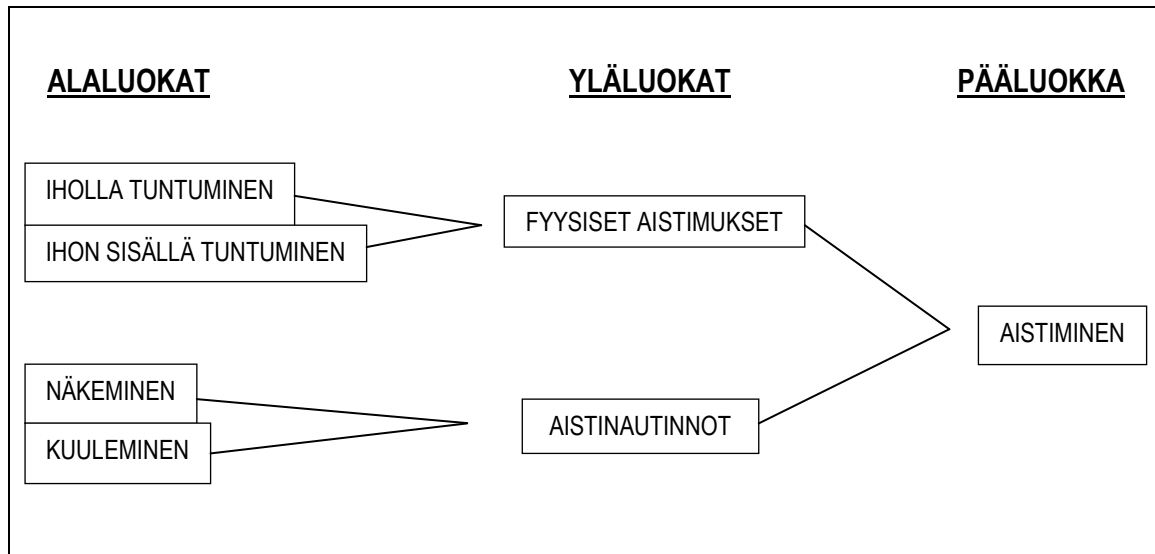 ALALUOKAT YLÄLUOKAT PÄÄLUOKKA
IHOLLA TUNTUMINEN
FYYSISET AISTIMUKSET
IHON SISÄLLÄ TUNTUMINEN
AISTIMINEN
NÄKEMINEN
AISTINAUTINNOT
KUULEMINEN